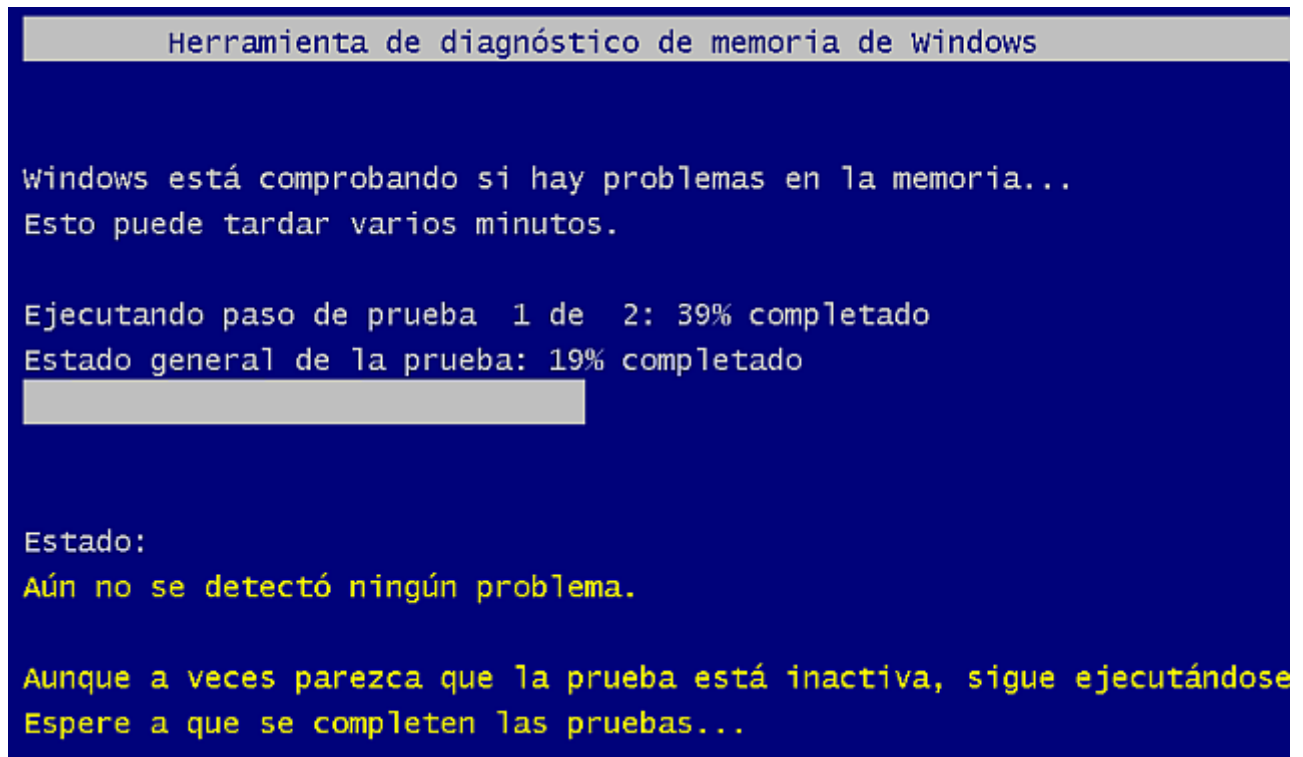 Herramienta de diagnóstico de memoria de Windows
Windows está comprobando si hay problemas en la memoria...
Esto puede tardar varios minutos.
Ejecutando paso de prueba  1 de  2: 39% completado
Estado general de la prueba: 19% completado
Estado:
Aún no se detectó ningún problema.
Aunque a veces parezca que la prueba está inactiva, sigue ejecutándose
Espere a que se completen las pruebas...